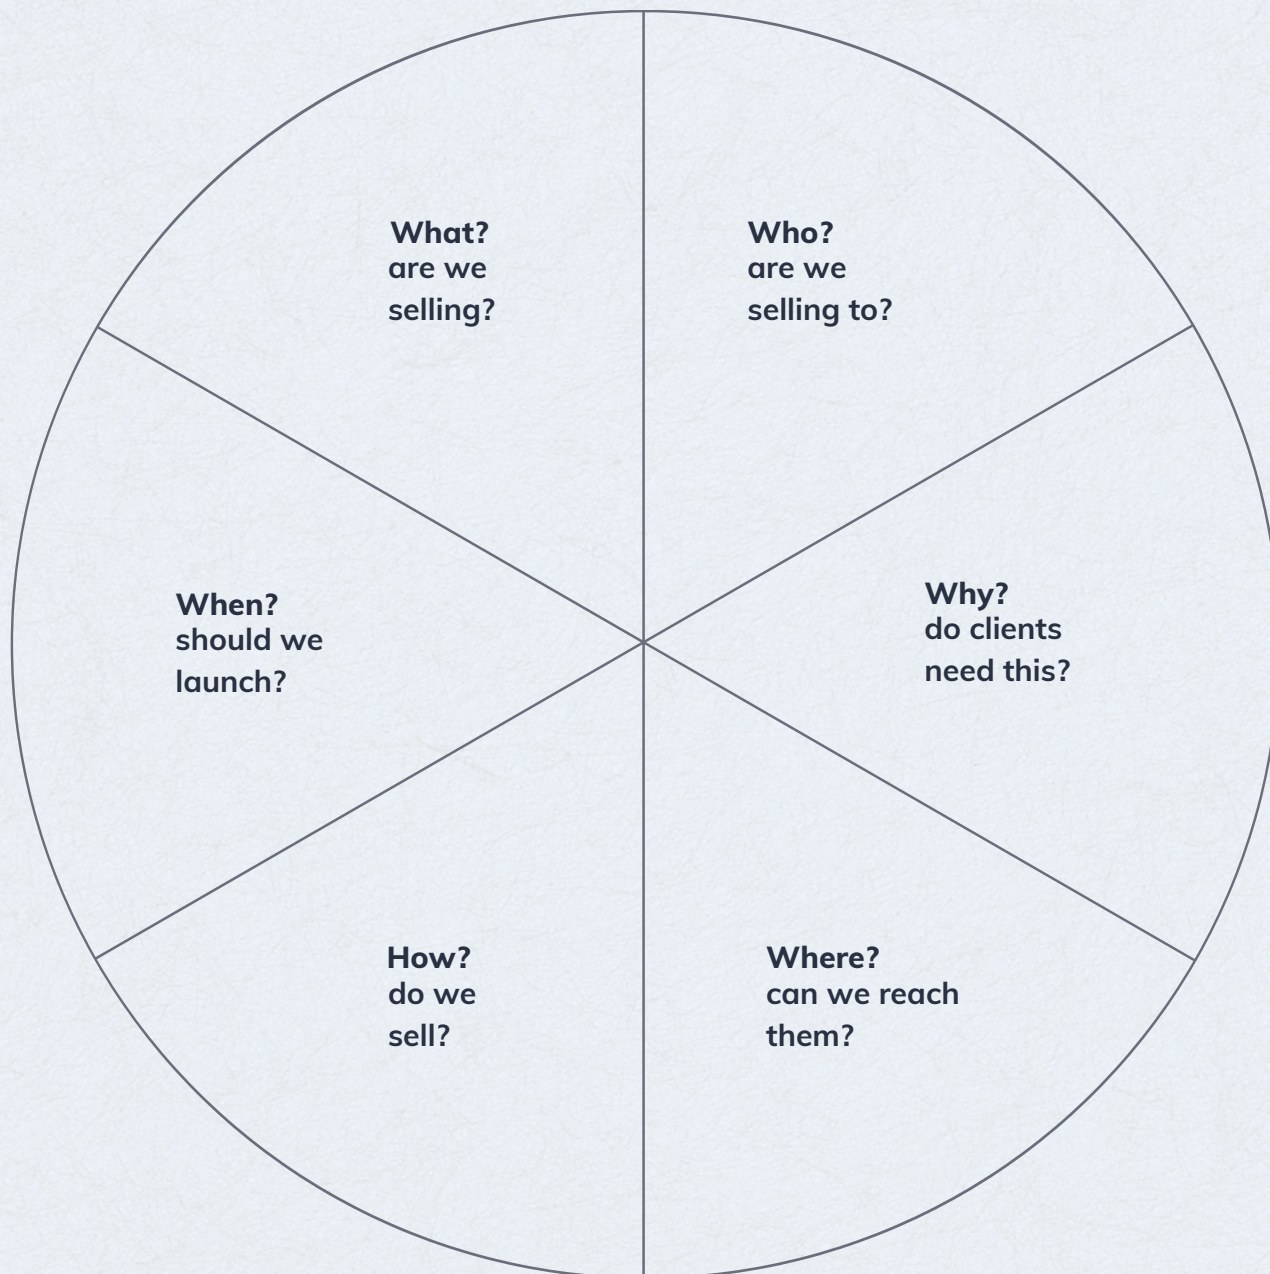 What?
are we
selling?
Who?
are we
selling to?
When?
should we
launch?
Why?
do clients
need this?
How?
do we
sell?
Where?
can we reach
them?